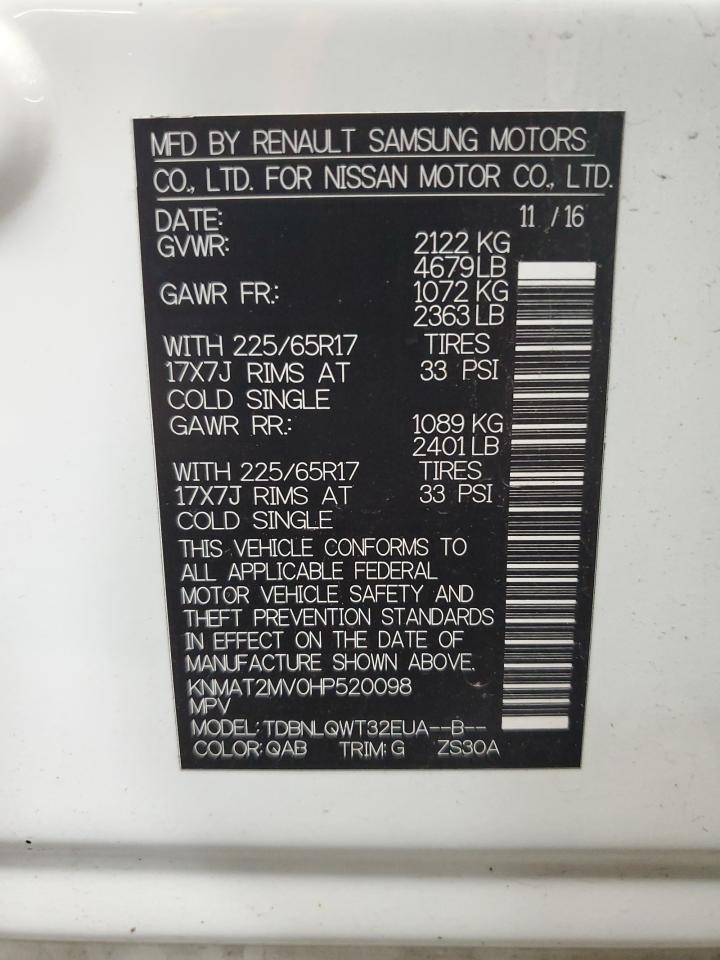 MFD BY RENAULT SAMSUNG MOTORS
CO., LTD. FOR NISSAN MOTOR CO., LTD.
DATE: 11 / 16
GVWR: 2122 KG
4679 LB
GAWR FR.: 1072 KG
2363 LB
WITH 225/65R17 TIRES
17X7J RIMS AT 33 PSI
COLD SINGLE
GAWR RR.: 1089 KG
2401 LB
WITH 225/65R17 TIRES
17X7J RIMS AT 33 PSI
COLD SINGLE
THIS VEHICLE CONFORMS TO
ALL APPLICABLE FEDERAL
MOTOR VEHICLE SAFETY AND
THEFT PREVENTION STANDARDS
IN EFFECT ON THE DATE OF
MANUFACTURE SHOWN ABOVE.
KNMAT2MV0HP520098
MPV
MODEL: TDBNLQWT32EUA--B--
COLOR: QAB TRIM: G ZS30A